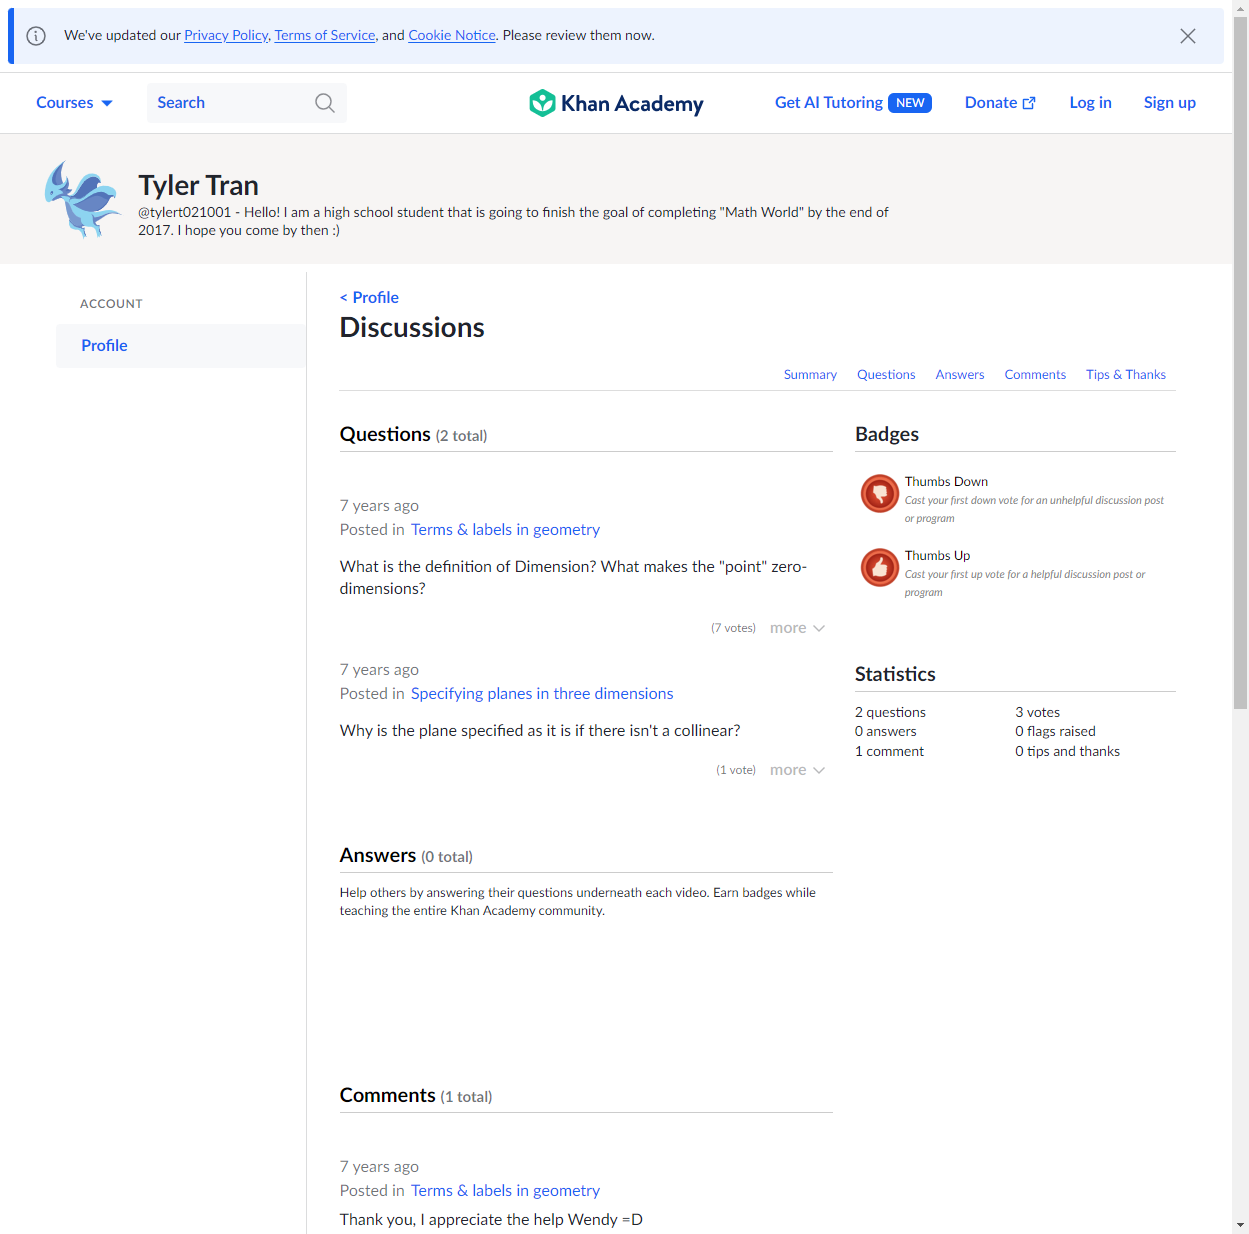 We've updated our Privacy Policy, Terms of Service, and Cookie Notice. Please review them now.
Courses
Search
Khan Academy
Get AI Tutoring NEW
Donate
Log in
Sign up
Tyler Tran
@tylert021001 - Hello! I am a high school student that is going to finish the goal of completing "Math World" by the end of
2017. I hope you come by then :)
ACCOUNT
Profile
< Profile
Discussions
Summary
Questions
Answers
Comments
Tips & Thanks
Questions (2 total)
7 years ago
Posted in Terms & labels in geometry
What is the definition of Dimension? What makes the "point" zero-
dimensions?
(7 votes)
more
7 years ago
Posted in Specifying planes in three dimensions
Why is the plane specified as it is if there isn't a collinear?
(1 vote)
more
Answers (0 total)
Help others by answering their questions underneath each video. Earn badges while
teaching the entire Khan Academy community.
Comments (1 total)
7 years ago
Posted in Terms & labels in geometry
Thank you, I appreciate the help Wendy =D
Badges
Thumbs Down
Cast your first down vote for an unhelpful discussion post
or program
Thumbs Up
Cast your first up vote for a helpful discussion post or
program
Statistics
2 questions
0 answers
1 comment
3 votes
0 flags raised
0 tips and thanks